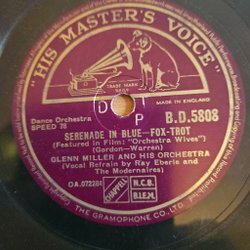 "HIS MASTER'S VOICE"
TRADE MARK
MADE IN ENGLAND
Dance Orchestra
SPEED 78
D
P
B.D.5808
SERENADE IN BLUE—FOX-TROT
(Featured in Film: "Orchestra Wives")
(Gordon-Warren)
GLENN MILLER AND HIS ORCHESTRA
(Vocal Refrain by Ray Eberle and
The Modernaires)
CHAPPELL
N.C.B.
B.I.E.M.
THE GRAMOPHONE CO., LTD